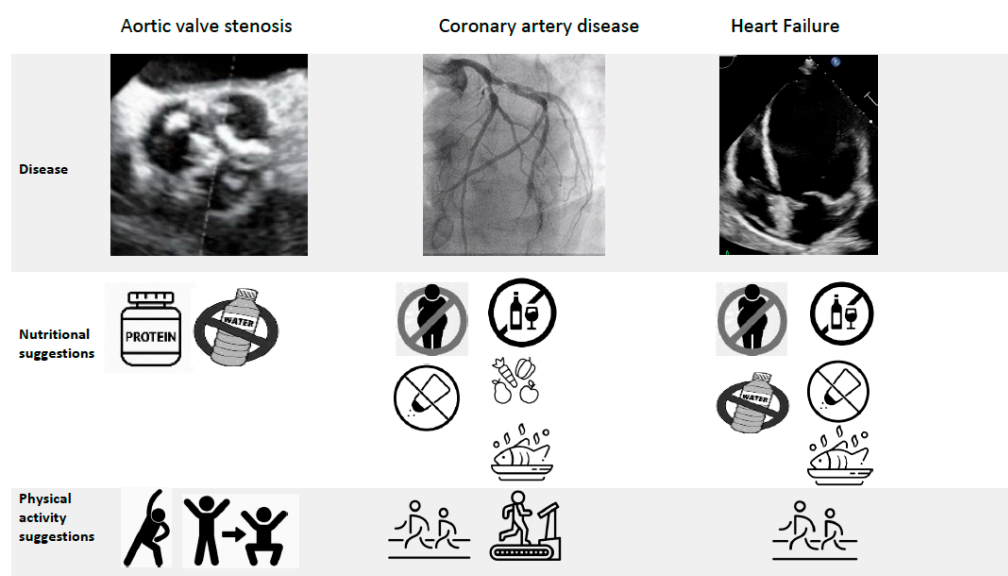 Aortic valve stenosis
Coronary artery disease
Heart Failure
Disease
Nutritional
suggestions
PROTEIN
WATER
WATER
Physical
activity
suggestions